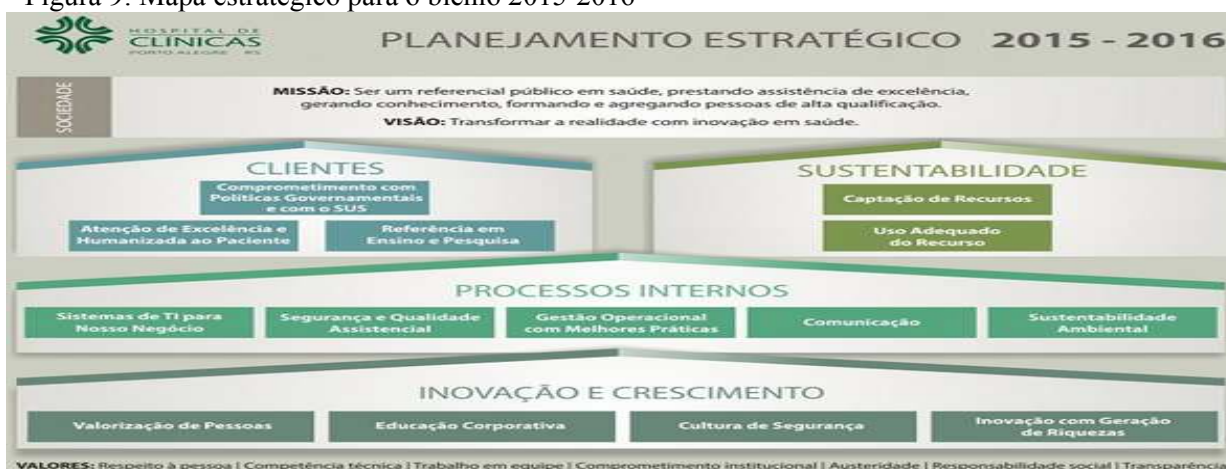 Figura 9: Mapa estratégico para o biênio 2015-2016
HOSPITAL DE
CLÍNICAS
PORTO ALEGRE RS
PLANEJAMENTO ESTRATÉGICO 2015 - 2016
SOCIEDADE
MISSÃO: Ser um referencial público em saúde, prestando assistência de excelência,
gerando conhecimento, formando e agregando pessoas de alta qualificação.
VISÃO: Transformar a realidade com inovação em saúde.
CLIENTES
Comprometimento com
Políticas Governamentais
e com o SUS
Atenção de Excelência e
Humanizada ao Paciente
Referência em
Ensino e Pesquisa
SUSTENTABILIDADE
Captação de Recursos
Uso Adequado
do Recurso
PROCESSOS INTERNOS
Sistemas de TI para
Nosso Negócio
Segurança e Qualidade
Assistencial
Gestão Operacional
com Melhores Práticas
Comunicação
Sustentabilidade
Ambiental
INOVAÇÃO E CRESCIMENTO
Valorização de Pessoas
Educação Corporativa
Cultura de Segurança
Inovação com Geração
de Riquezas
VALORES: Respeito à pessoa | Competência técnica | Trabalho em equipe | Comprometimento institucional | Austeridade | Responsabilidade social | Transparência